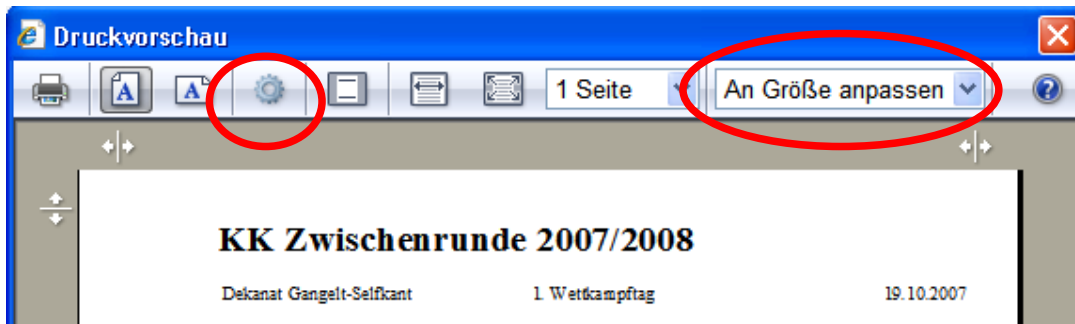 Druckvorschau
A A 1 Seite An Größe anpassen ?
KK Zwischenrunde 2007/2008
Dekanat Gangelt-Selfkant 1. Wettkampftag 19.10.2007